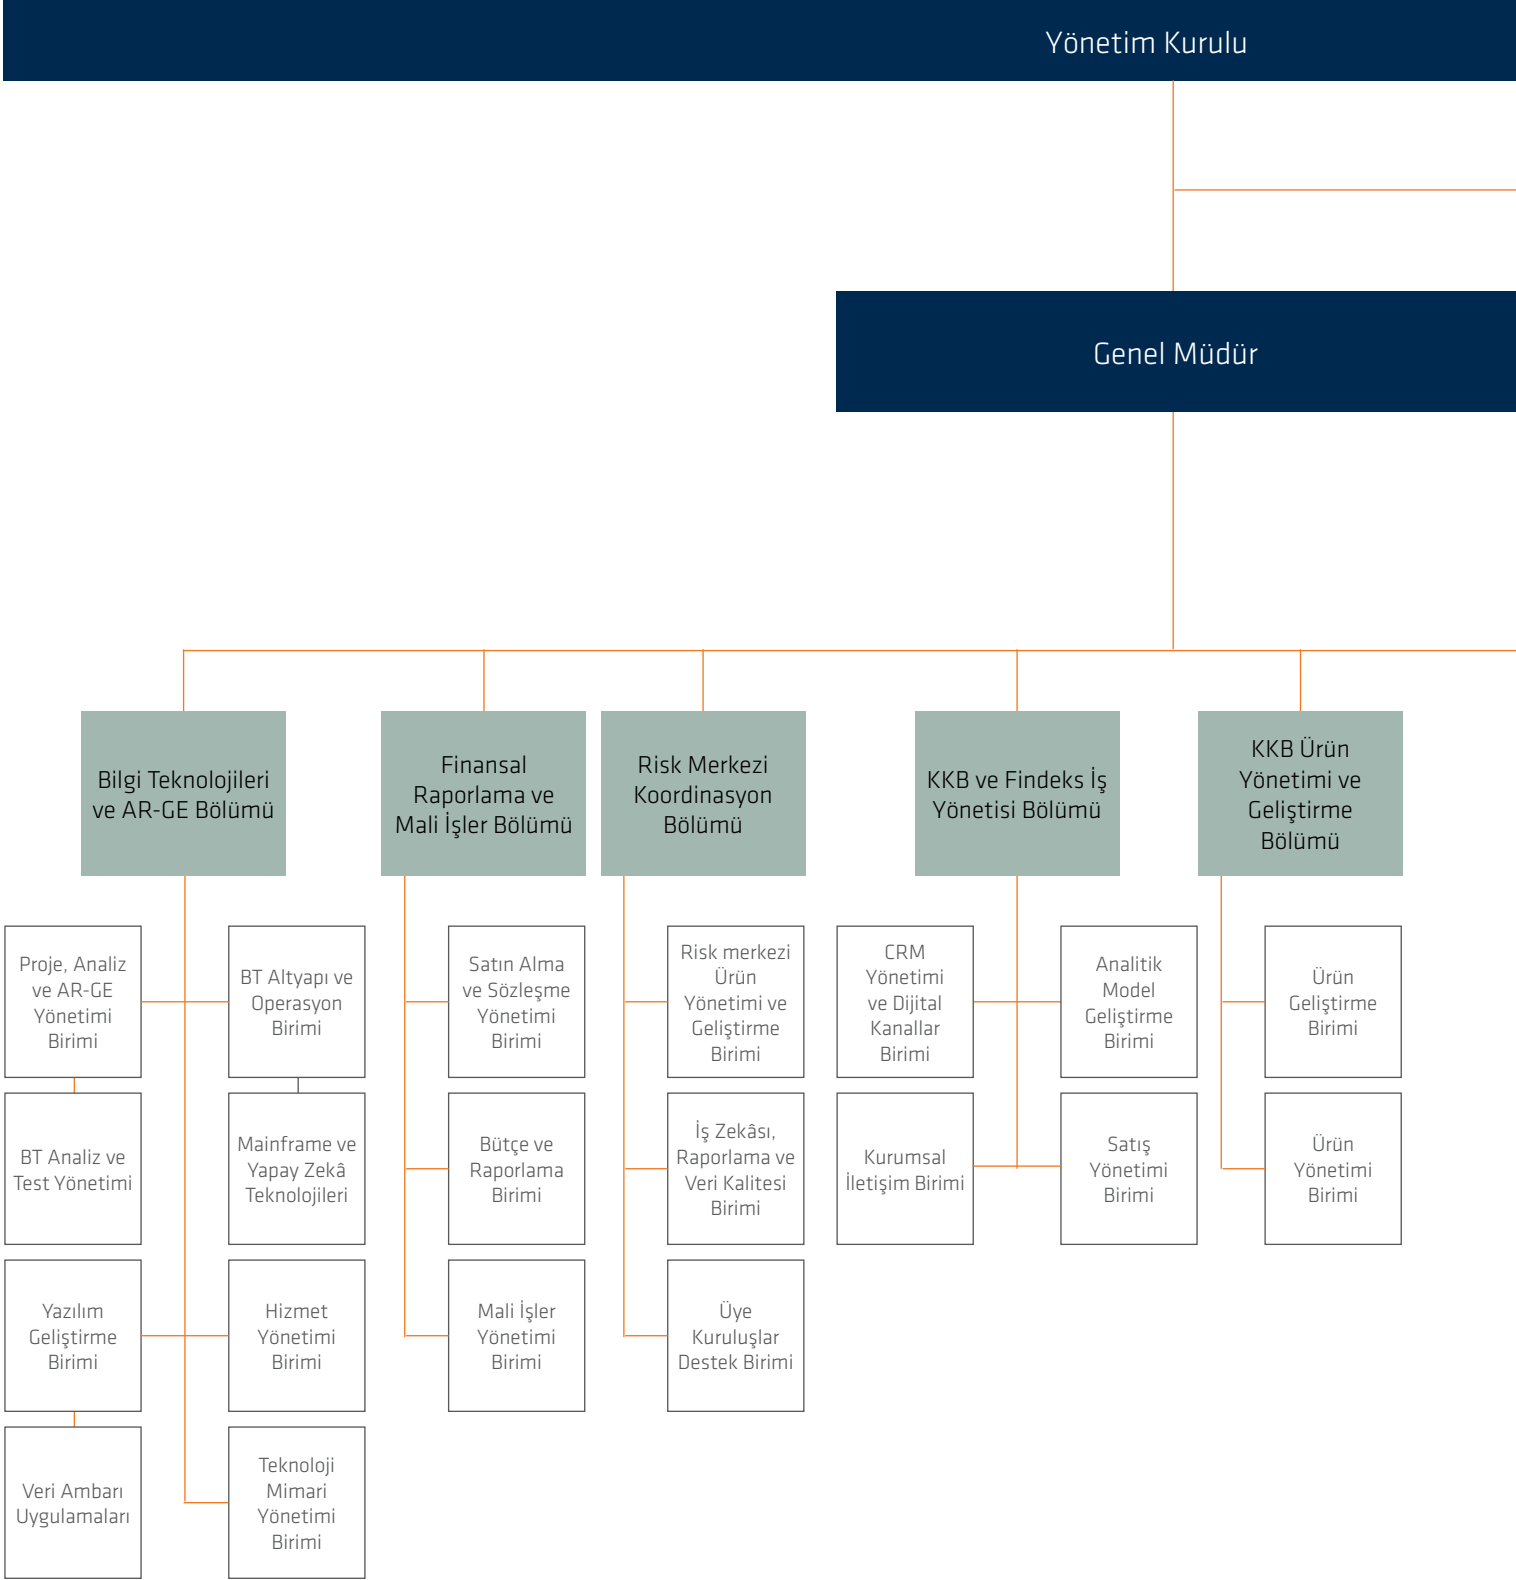 Yönetim Kurulu
Genel Müdür
Bilgi Teknolojileri
ve AR-GE Bölümü
Finansal
Raporlama ve
Mali İşler Bölümü
Risk Merkezi
Koordinasyon
Bölümü
KKB ve Findeks İş
Yönetisi Bölümü
KKB Ürün
Yönetimi ve
Geliştirme
Bölümü
Proje, Analiz
ve AR-GE
Yönetimi
Birimi
BT Altyapı ve
Operasyon
Birimi
Satın Alma
ve Sözleşme
Yönetimi
Birimi
Risk merkezi
Ürün
Yönetimi ve
Geliştirme
Birimi
CRM
Yönetimi
ve Dijital
Kanallar
Birimi
Analitik
Model
Geliştirme
Birimi
Ürün
Geliştirme
Birimi
BT Analiz ve
Test Yönetimi
Mainframe ve
Yapay Zekâ
Teknolojileri
Bütçe ve
Raporlama
Birimi
İş Zekâsı,
Raporlama ve
Veri Kalitesi
Birimi
Kurumsal
İletişim Birimi
Satış
Yönetimi
Birimi
Ürün
Yönetimi
Birimi
Yazılım
Geliştirme
Birimi
Hizmet
Yönetimi
Birimi
Mali İşler
Yönetimi
Birimi
Üye
Kuruluşlar
Destek Birimi
Veri Ambarı
Uygulamaları
Teknoloji
Mimari
Yönetimi
Birimi